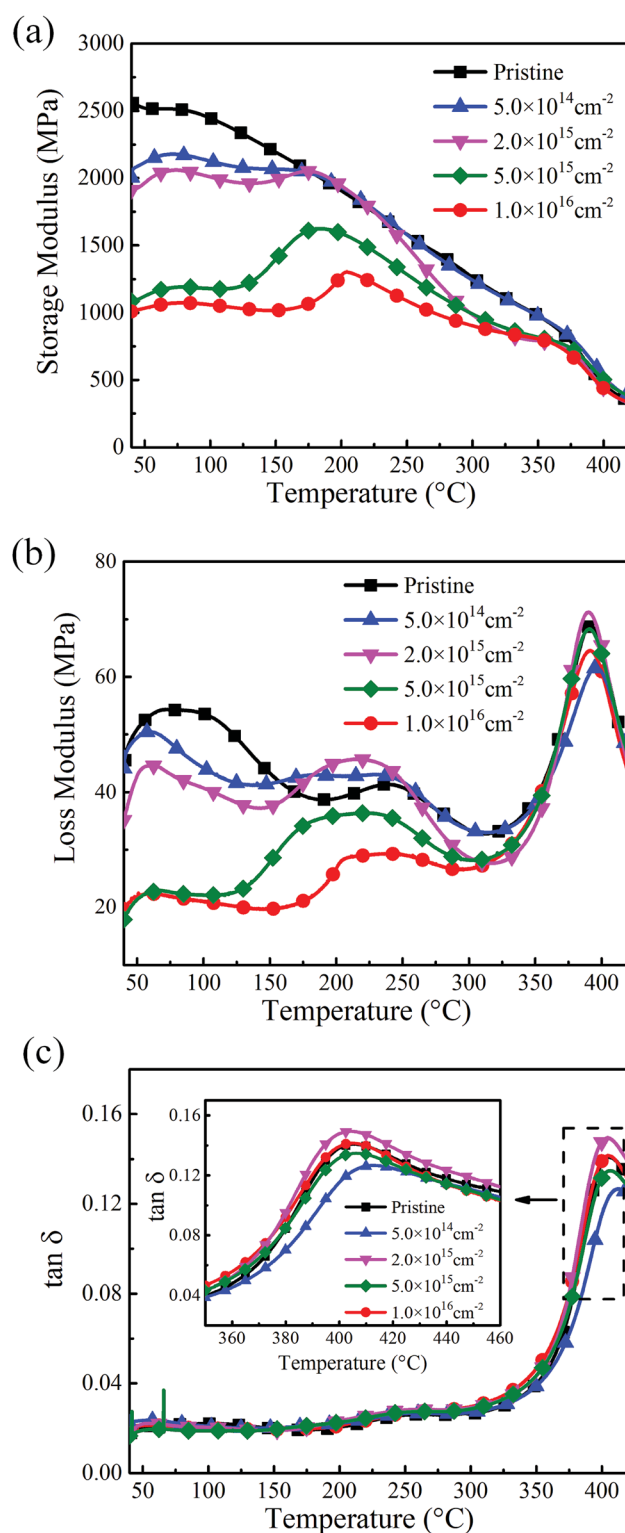 (a)
3000
2500
2000
1500
1000
500
0
Storage Modulus (MPa)
Pristine
5.0×10¹⁴cm⁻²
2.0×10¹⁵cm⁻²
5.0×10¹⁵cm⁻²
1.0×10¹⁶cm⁻²
50 100 150 200 250 300 350 400
Temperature (°C)
(b)
80
60
40
20
Loss Modulus (MPa)
Pristine
5.0×10¹⁴cm⁻²
2.0×10¹⁵cm⁻²
5.0×10¹⁵cm⁻²
1.0×10¹⁶cm⁻²
50 100 150 200 250 300 350 400
Temperature (°C)
(c)
0.16
0.12
0.08
0.04
0.00
tan δ
0.16
0.12
0.08
0.04
tan δ
Pristine
5.0×10¹⁴cm⁻²
2.0×10¹⁵cm⁻²
5.0×10¹⁵cm⁻²
1.0×10¹⁶cm⁻²
360 380 400 420 440 460
Temperature (°C)
50 100 150 200 250 300 350 400
Temperature (°C)